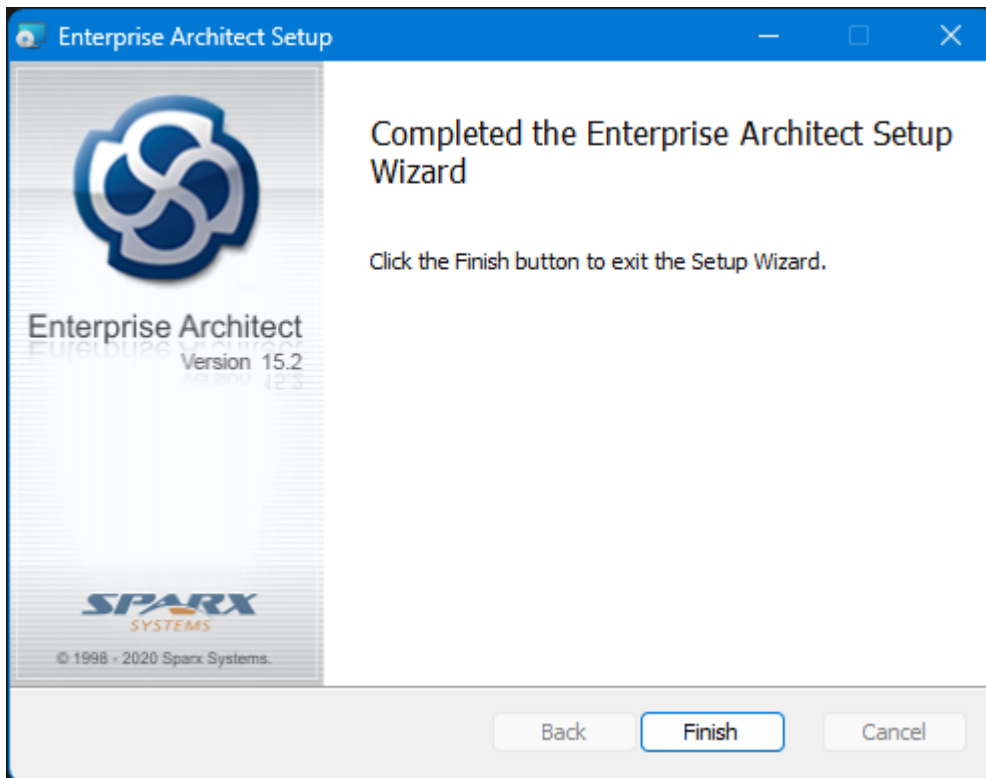 Enterprise Architect Setup
Completed the Enterprise Architect Setup
Wizard
Click the Finish button to exit the Setup Wizard.
Enterprise Architect
Version 15.2
SPARX
SYSTEMS
© 1998 - 2020 Sparx Systems.
Back
Finish
Cancel